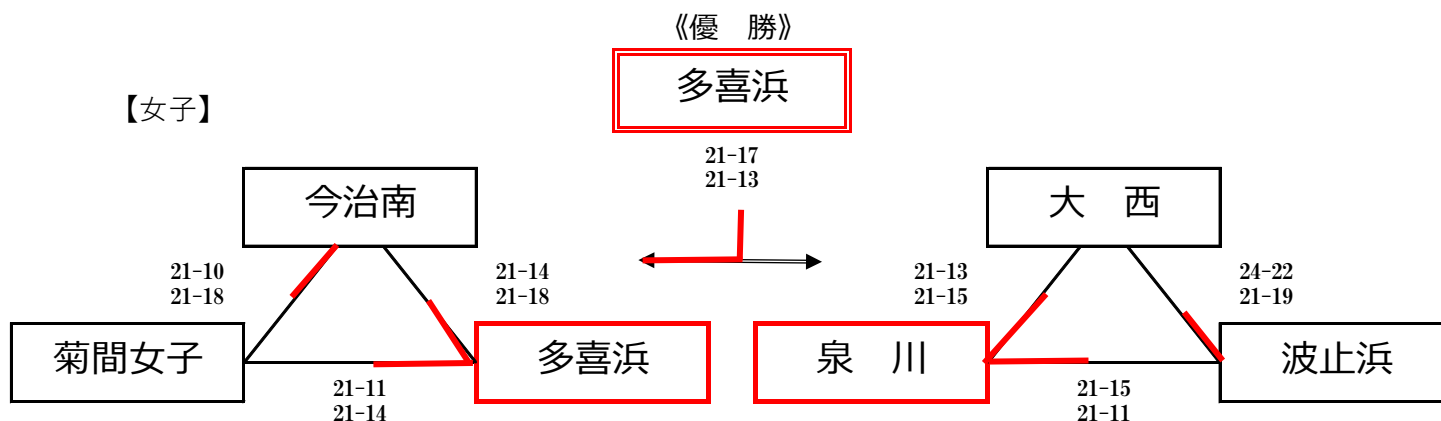 《優　勝》
多喜浜
【女子】
21-17
21-13
今治南
大　西
21-10
21-18
21-14
21-18
21-13
21-15
24-22
21-19
菊間女子
多喜浜
泉　川
波止浜
21-11
21-14
21-15
21-11